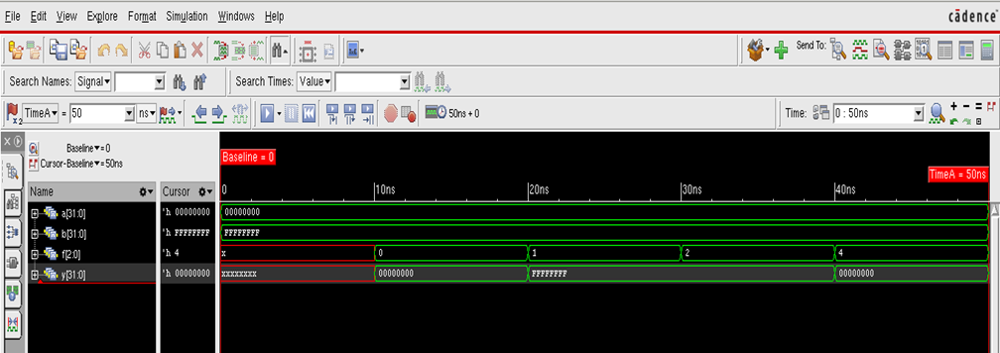 File Edit View Explore Format Simulation Windows Help
cādence
Send To:
Search Names: Signal
Search Times: Value
TimeA = 50 ns
50ns + 0
Time: 0 : 50ns
Baseline = 0
Cursor-Baseline = 50ns
Baseline = 0
TimeA = 50ns
Name Cursor
0 10ns 20ns 30ns 40ns
a[31:0] 'h 00000000 00000000
b[31:0] 'h FFFFFFFF FFFFFFFF
f[2:0] 'h 4 x 0 1 2 4
y[31:0] 'h 00000000 xxxxxxxx 00000000 FFFFFFFF 00000000